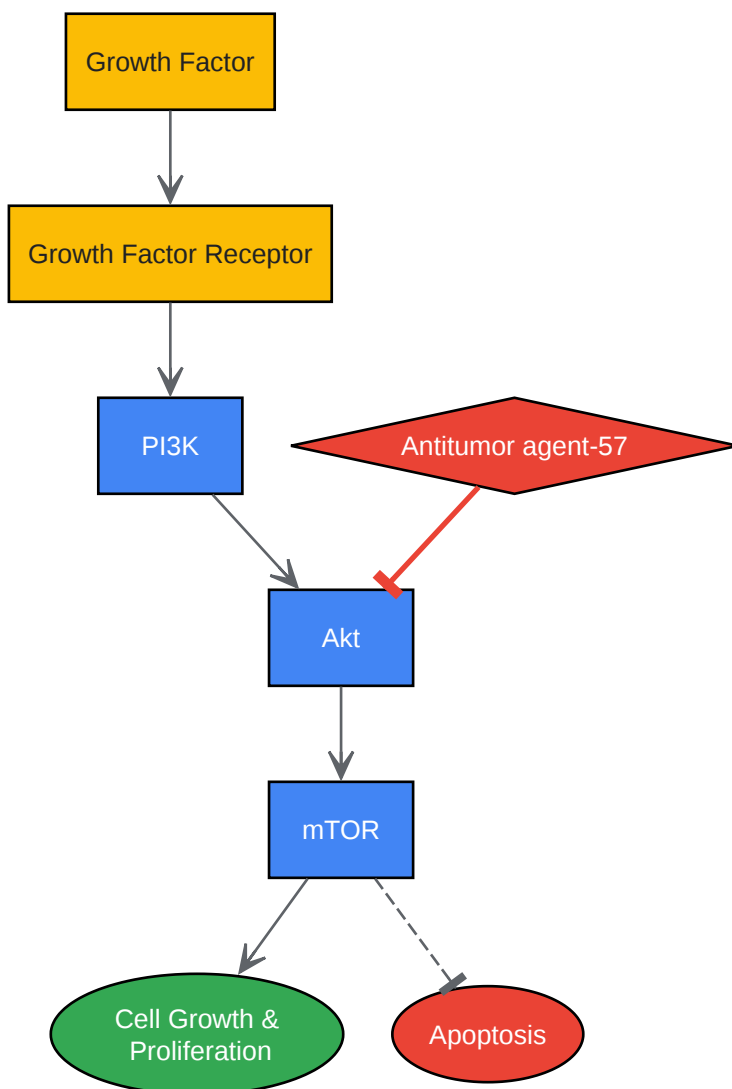 Growth Factor
Growth Factor Receptor
PI3K
Antitumor agent-57
Akt
mTOR
Cell Growth &
Proliferation
Apoptosis